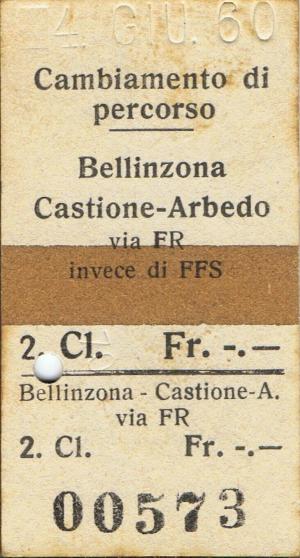 4. GIU. 60
Cambiamento di
percorso
Bellinzona
Castione-Arbedo
via FR
invece di FFS
2. Cl. Fr. -.—
Bellinzona - Castione-A.
via FR
2. Cl. Fr. -.—
00573